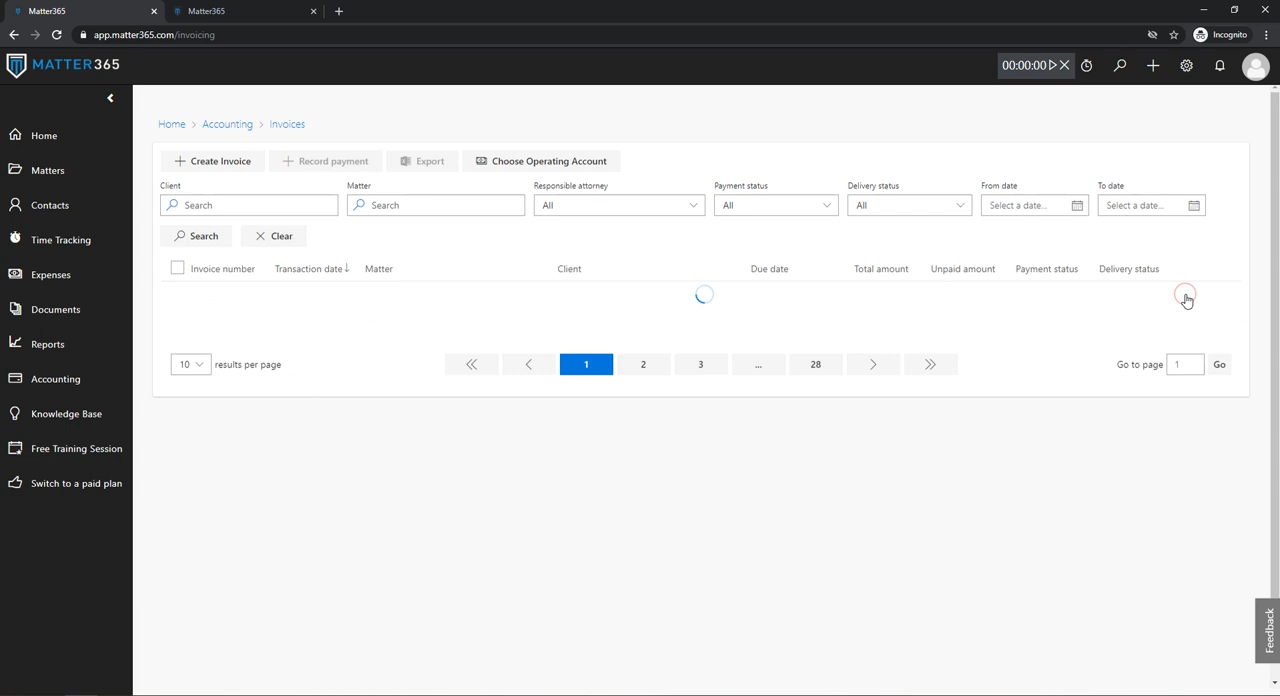 Matter365
Matter365
app.matter365.com/invoicing
Incognito
MATTER365
00:00:00
Home
Matters
Contacts
Time Tracking
Expenses
Documents
Reports
Accounting
Knowledge Base
Free Training Session
Switch to a paid plan
Home > Accounting > Invoices
Create Invoice Record payment Export Choose Operating Account
Client Matter Responsible attorney Payment status Delivery status From date To date
Search Search All All All Select a date... Select a date...
Search Clear
Invoice number Transaction date Matter Client Due date Total amount Unpaid amount Payment status Delivery status
10 results per page 1 2 3 ... 28 Go to page 1 Go
Feedback